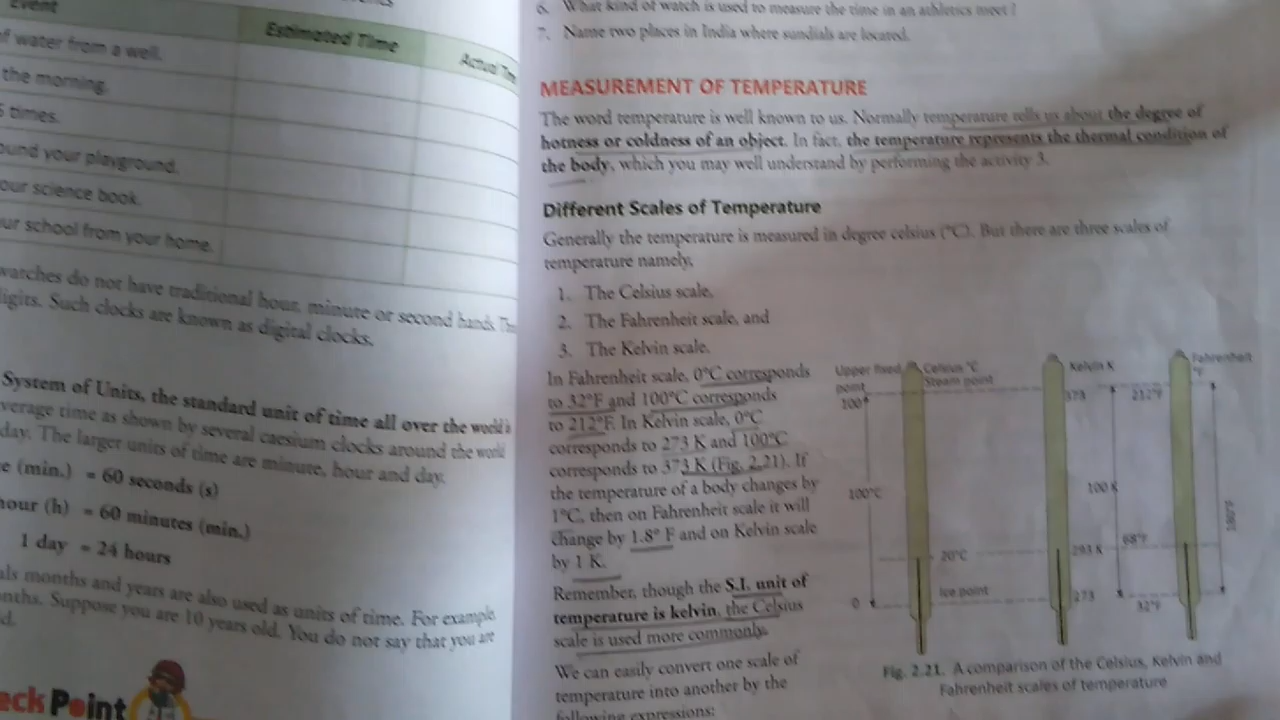 Event
Estimated Time
Actual
of water from a well.
the morning.
5 times.
your playground.
our science book.
ur school from your home.
watches do not have traditional hour, minute or second hands.
digits. Such clocks are known as digital clocks.
System of Units, the standard unit of time all over the world is
verage time as shown by several caesium clocks around the world
day. The larger units of time are minute, hour and day.
e (min.) = 60 seconds (s)
hour (h) = 60 minutes (min.)
1 day = 24 hours
als months and years are also used as units of time. For example
nths. Suppose you are 10 years old. You do not say that you are
d.
eck Point
6. What kind of watch is used to measure the time in an athletics meet?
7. Name two places in India where sundials are located.
MEASUREMENT OF TEMPERATURE
The word temperature is well known to us. Normally temperature tells us about the degree of
hotness or coldness of an object. In fact, the temperature represents the thermal condition of
the body, which you may well understand by performing the activity 3.
Different Scales of Temperature
Generally the temperature is measured in degree celsius (°C). But there are three scales of
temperature namely,
1. The Celsius scale,
2. The Fahrenheit scale, and
3. The Kelvin scale.
In Fahrenheit scale, 0°C corresponds
to 32°F and 100°C corresponds
to 212°F. In Kelvin scale, 0°C
corresponds to 273 K and 100°C
corresponds to 373 K (Fig. 2.21). If
the temperature of a body changes by
1°C, then on Fahrenheit scale it will
change by 1.8° F and on Kelvin scale
by 1 K.
Remember, though the S.I. unit of
temperature is kelvin, the Celsius
scale is used more commonly.
We can easily convert one scale of
temperature into another by the
following expressions:
Upper fixed
point
100°
Celsius °C
Steam point
Kelvin K
Fahrenheit
°F
373
212°F
100°C
100 K
180°F
20°C
293 K
68°F
Ice point
0
273
32°F
Fig. 2.21. A comparison of the Celsius, Kelvin and
Fahrenheit scales of temperature